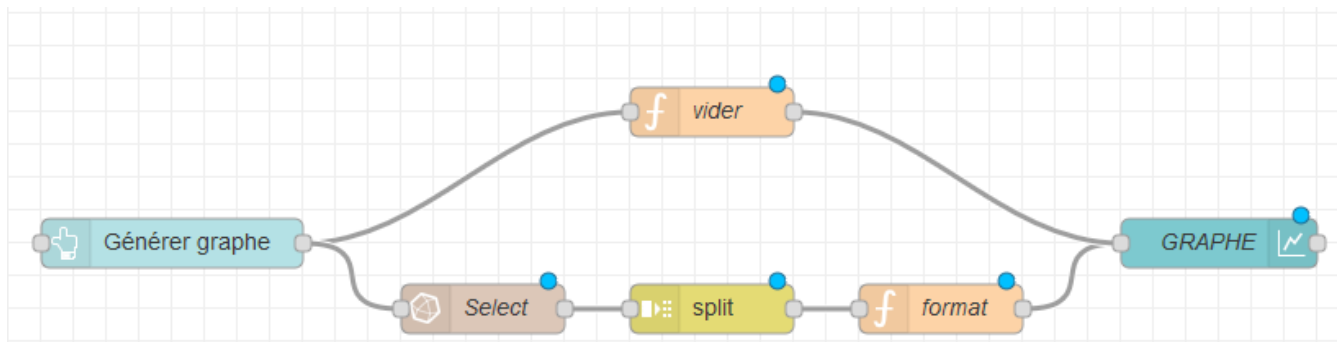 vider
Générer graphe
GRAPHE
Select
split
format